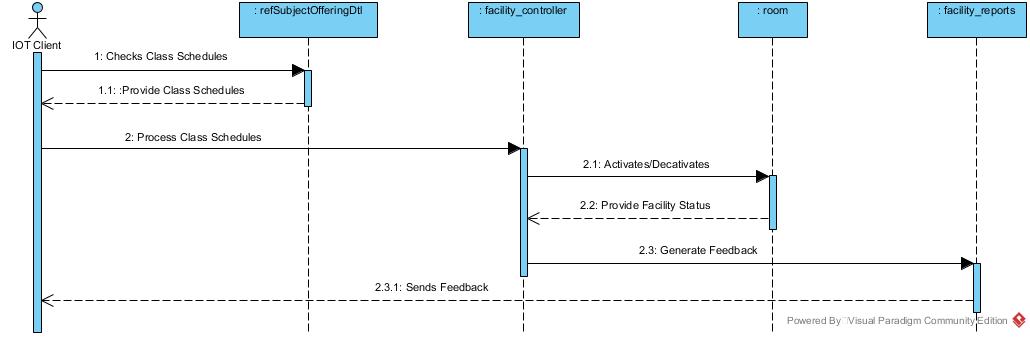 : refSubjectOfferingDtl
: facility_controller
: room
: facility_reports
IOT Client
1: Checks Class Schedules
1.1: :Provide Class Schedules
2: Process Class Schedules
2.1: Activates/Decativates
2.2: Provide Facility Status
2.3: Generate Feedback
2.3.1: Sends Feedback
Powered By Visual Paradigm Community Edition